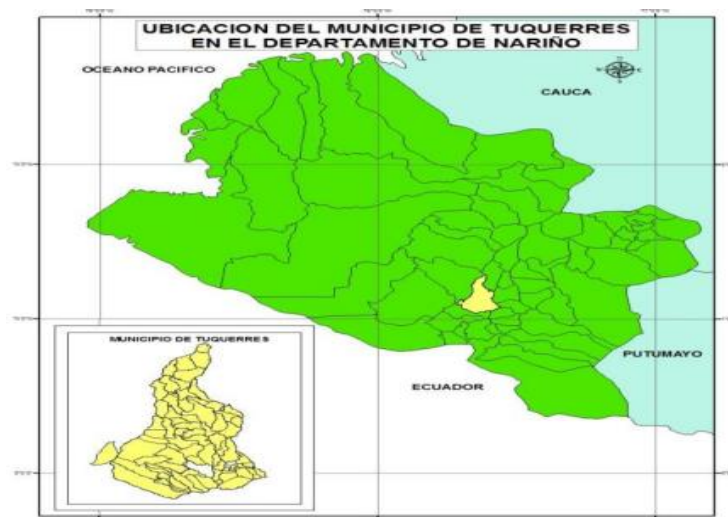 UBICACION DEL MUNICIPIO DE TUQUERRES
EN EL DEPARTAMENTO DE NARIÑO
OCEANO PACIFICO
CAUCA
MUNICIPIO DE TUQUERRES
PUTUMAYO
ECUADOR